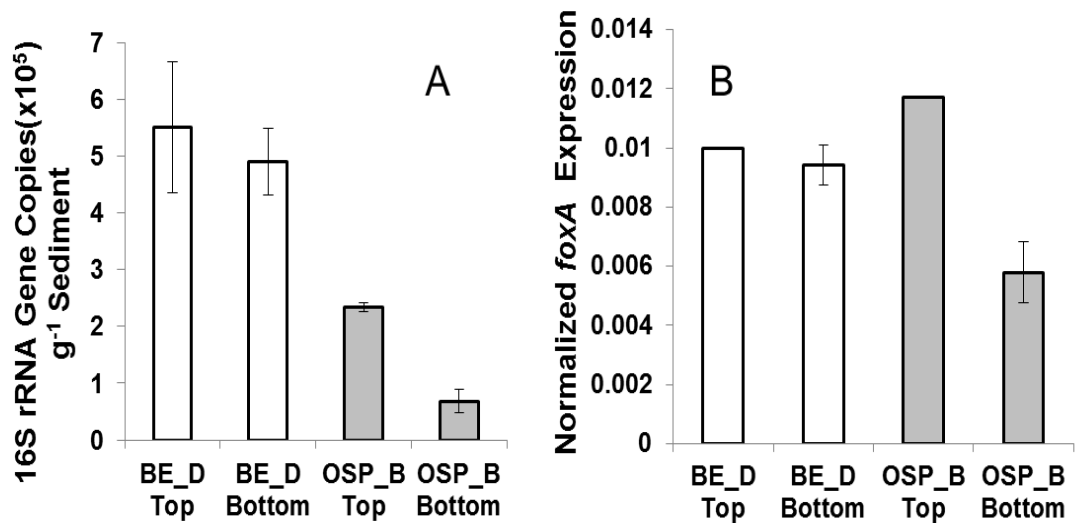 16S rRNA Gene Copies(x10⁵)
g⁻¹ Sediment
7
6
5
4
3
2
1
0
A
BE_D
Top
BE_D
Bottom
OSP_B
Top
OSP_B
Bottom
Normalized foxA Expression
0.014
0.012
0.01
0.008
0.006
0.004
0.002
0
B
BE_D
Top
BE_D
Bottom
OSP_B
Top
OSP_B
Bottom